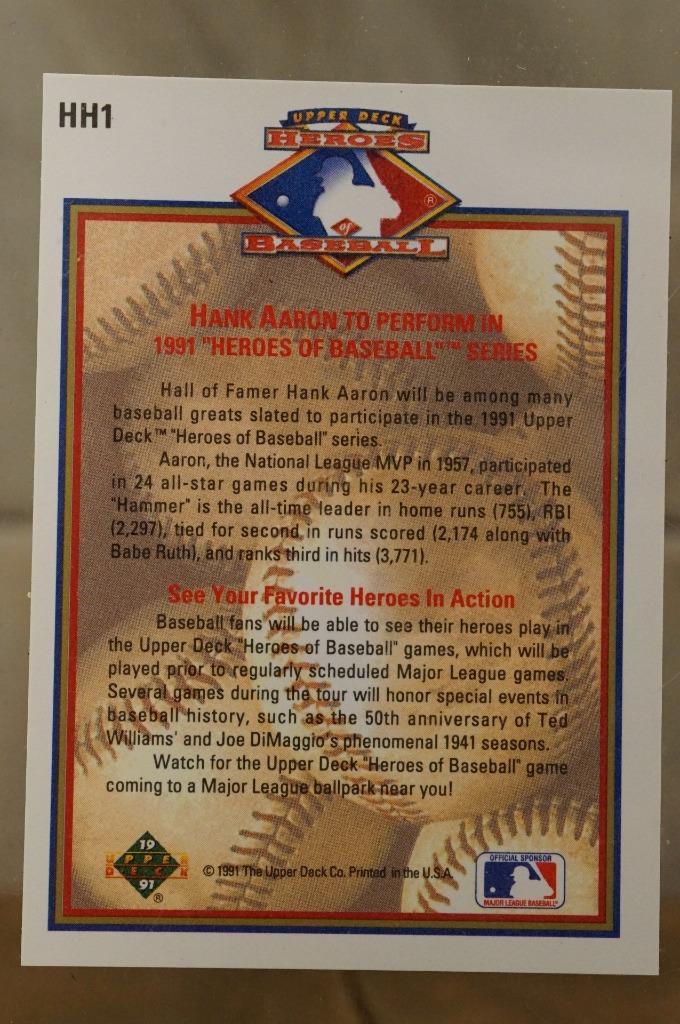 HH1
UPPER DECK
HEROES
of
BASEBALL
®
HANK AARON TO PERFORM IN
1991 "HEROES OF BASEBALL"™ SERIES
Hall of Famer Hank Aaron will be among many
baseball greats slated to participate in the 1991 Upper
Deck™ "Heroes of Baseball" series.
Aaron, the National League MVP in 1957, participated
in 24 all-star games during his 23-year career. The
"Hammer" is the all-time leader in home runs (755), RBI
(2,297), tied for second in runs scored (2,174 along with
Babe Ruth), and ranks third in hits (3,771).
See Your Favorite Heroes In Action
Baseball fans will be able to see their heroes play in
the Upper Deck "Heroes of Baseball" games, which will be
played prior to regularly scheduled Major League games.
Several games during the tour will honor special events in
baseball history, such as the 50th anniversary of Ted
Williams' and Joe DiMaggio's phenomenal 1941 seasons.
Watch for the Upper Deck "Heroes of Baseball" game
coming to a Major League ballpark near you!
19
UPPER
DECK
91
®
© 1991 The Upper Deck Co. Printed in the U.S.A.
OFFICIAL SPONSOR
MAJOR LEAGUE BASEBALL®